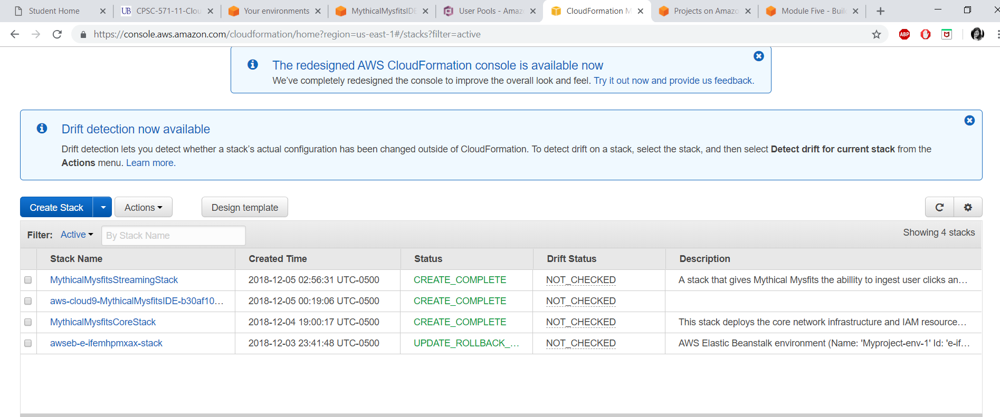 Student Home
UB CPSC-571-11-Clou
Your environments
MythicalMysfitsIDE
User Pools - Amaz
CloudFormation M
Projects on Amazo
Module Five - Buil
https://console.aws.amazon.com/cloudformation/home?region=us-east-1#/stacks?filter=active
ABP
The redesigned AWS CloudFormation console is available now
We've completely redesigned the console to improve the overall look and feel. Try it out now and provide us feedback.
Drift detection now available
Drift detection lets you detect whether a stack's actual configuration has been changed outside of CloudFormation. To detect drift on a stack, select the stack, and then select Detect drift for current stack from the
Actions menu. Learn more.
Create Stack Actions Design template
Filter: Active By Stack Name Showing 4 stacks
Stack Name Created Time Status Drift Status Description
MythicalMysfitsStreamingStack 2018-12-05 02:56:31 UTC-0500 CREATE_COMPLETE NOT_CHECKED A stack that gives Mythical Mysfits the abillity to ingest user clicks an…
aws-cloud9-MythicalMysfitsIDE-b30af10… 2018-12-05 00:19:06 UTC-0500 CREATE_COMPLETE NOT_CHECKED
MythicalMysfitsCoreStack 2018-12-04 19:00:17 UTC-0500 CREATE_COMPLETE NOT_CHECKED This stack deploys the core network infrastructure and IAM resource…
awseb-e-ifemhpmxax-stack 2018-12-03 23:41:48 UTC-0500 UPDATE_ROLLBACK_… NOT_CHECKED AWS Elastic Beanstalk environment (Name: 'Myproject-env-1' Id: 'e-if…